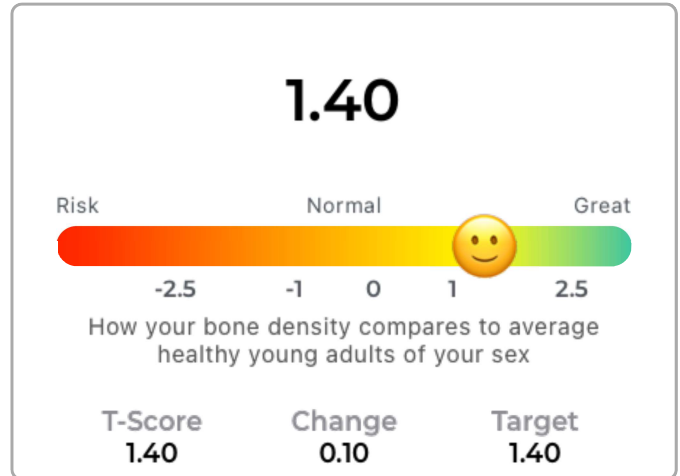 1.40
Risk Normal Great
-2.5 -1 0 1 2.5
How your bone density compares to average
healthy young adults of your sex
T-Score Change Target
1.40 0.10 1.40